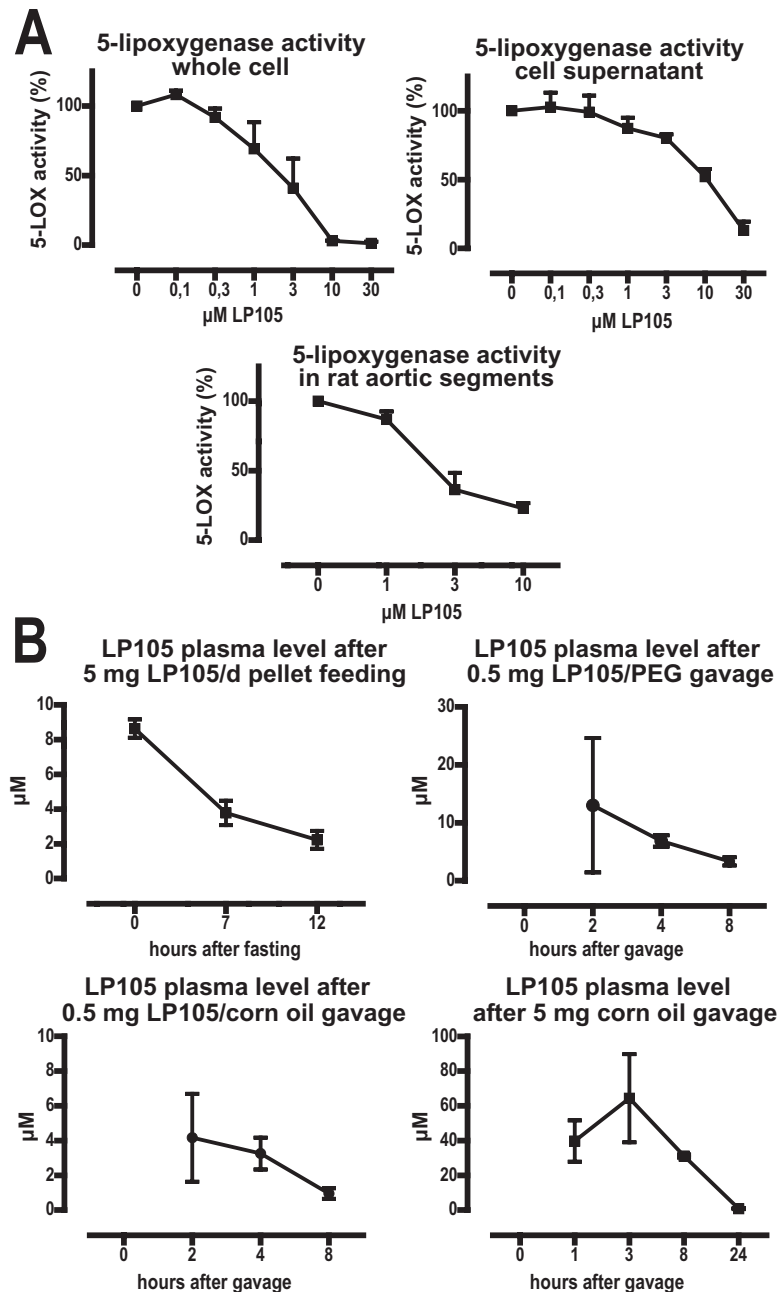 A
5-lipoxygenase activity
whole cell
5-LOX activity (%)
100
50
0
0 0,1 0,3 1 3 10 30
µM LP105
5-lipoxygenase activity
cell supernatant
5-LOX activity (%)
100
50
0
0 0,1 0,3 1 3 10 30
µM LP105
5-lipoxygenase activity
in rat aortic segments
5-LOX activity (%)
100
50
0
0 1 3 10
µM LP105
B
LP105 plasma level after
5 mg LP105/d pellet feeding
µM
10
8
6
4
2
0
0 7 12
hours after fasting
LP105 plasma level after
0.5 mg LP105/PEG gavage
µM
30
20
10
0
0 2 4 8
hours after gavage
LP105 plasma level after
0.5 mg LP105/corn oil gavage
µM
10
8
6
4
2
0
0 2 4 8
hours after gavage
LP105 plasma level
after 5 mg corn oil gavage
µM
100
80
60
40
20
0
0 1 3 8 24
hours after gavage